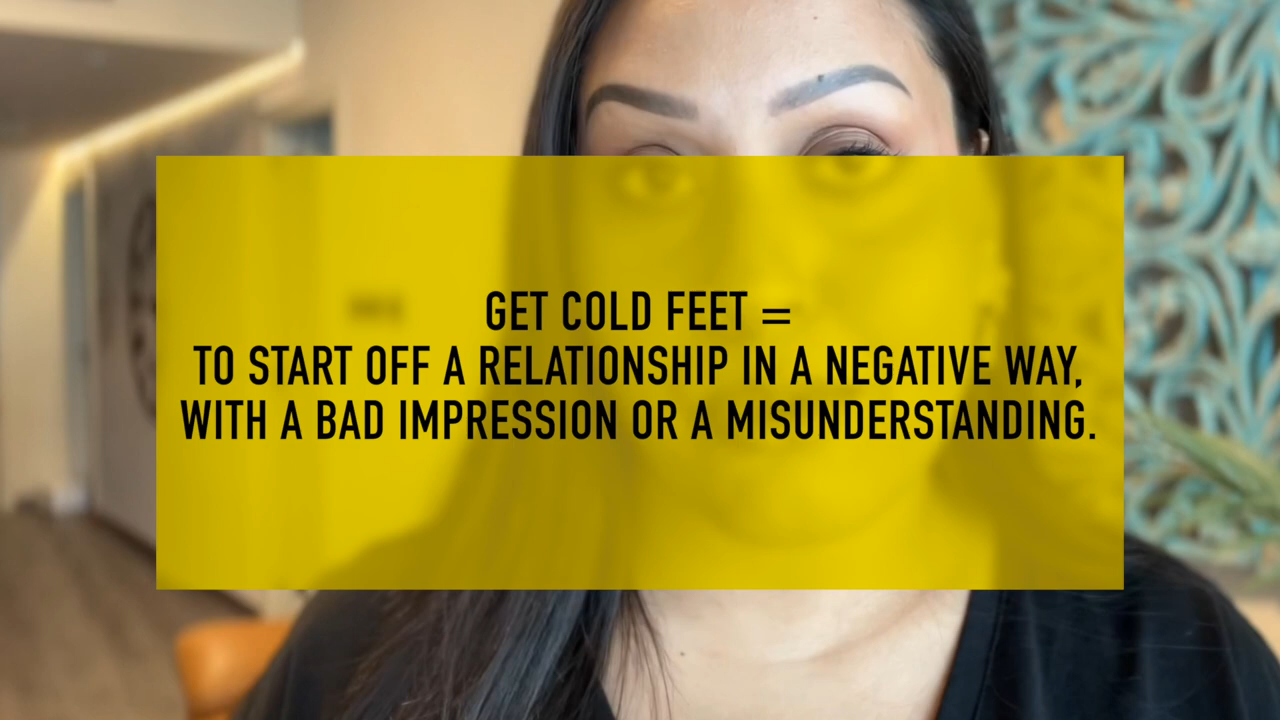 GET COLD FEET =
TO START OFF A RELATIONSHIP IN A NEGATIVE WAY,
WITH A BAD IMPRESSION OR A MISUNDERSTANDING.